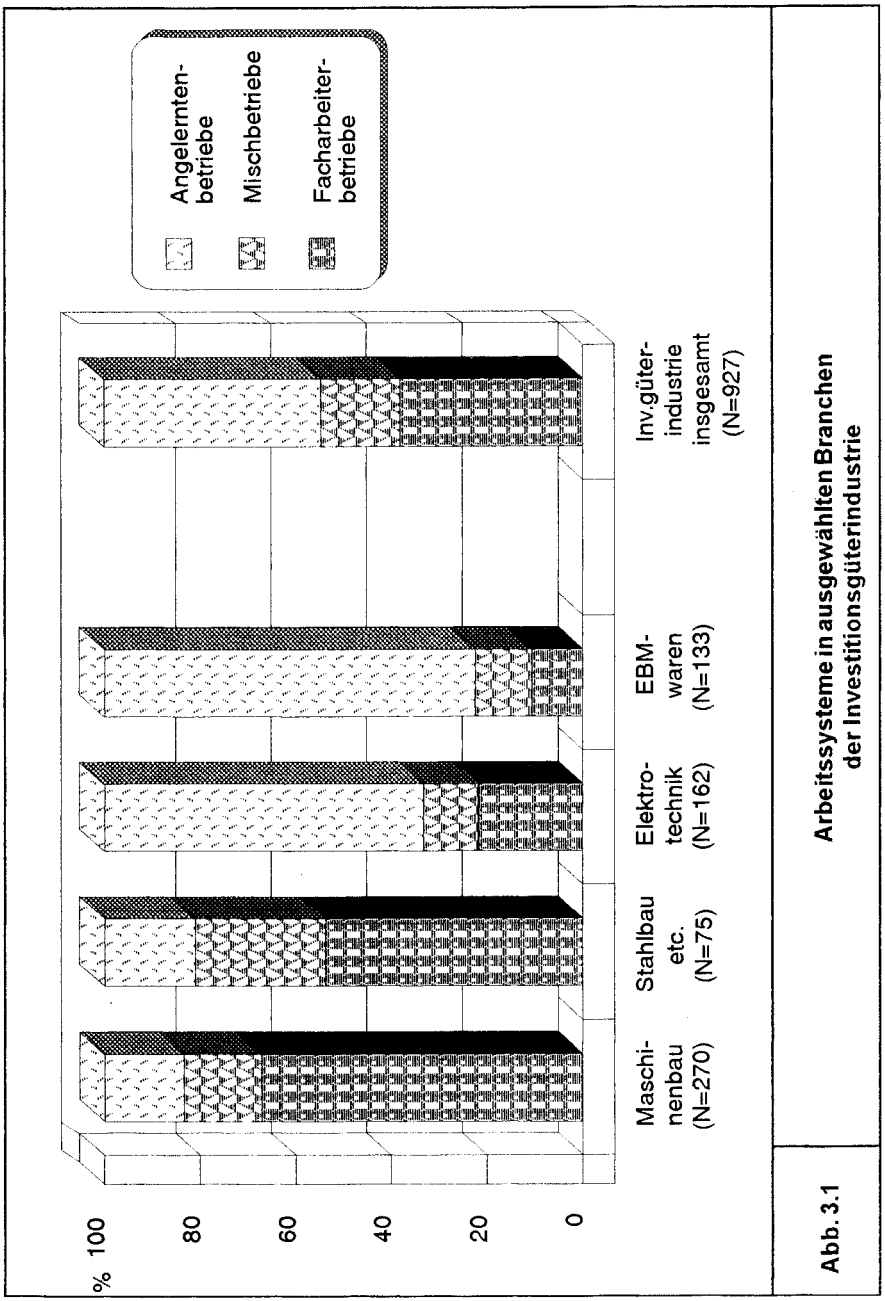 Angelernten-
betriebe
Mischbetriebe
Facharbeiter-
betriebe
% 100
80
60
40
20
0
Maschi-
nenbau
(N=270)
Stahlbau
etc.
(N=75)
Elektro-
technik
(N=162)
EBM-
waren
(N=133)
Inv.güter-
industrie
insgesamt
(N=927)
Abb. 3.1
Arbeitssysteme in ausgewählten Branchen
der Investitionsgüterindustrie